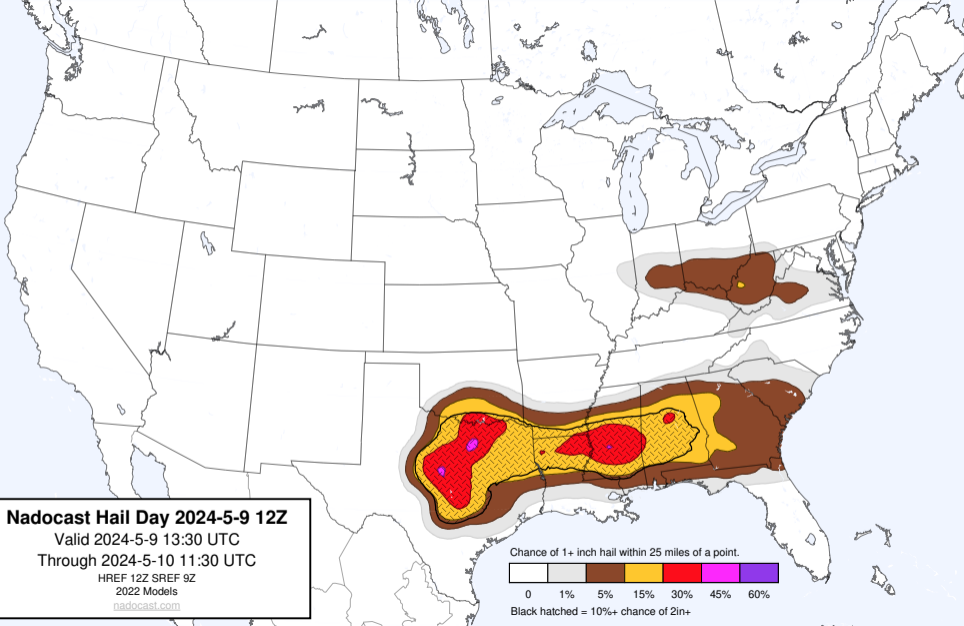 Nadocast Hail Day 2024-5-9 12Z
Valid 2024-5-9 13:30 UTC
Through 2024-5-10 11:30 UTC
HREF 12Z SREF 9Z
2022 Models
nadocast.com
Chance of 1+ inch hail within 25 miles of a point.
0 1% 5% 15% 30% 45% 60%
Black hatched = 10%+ chance of 2in+